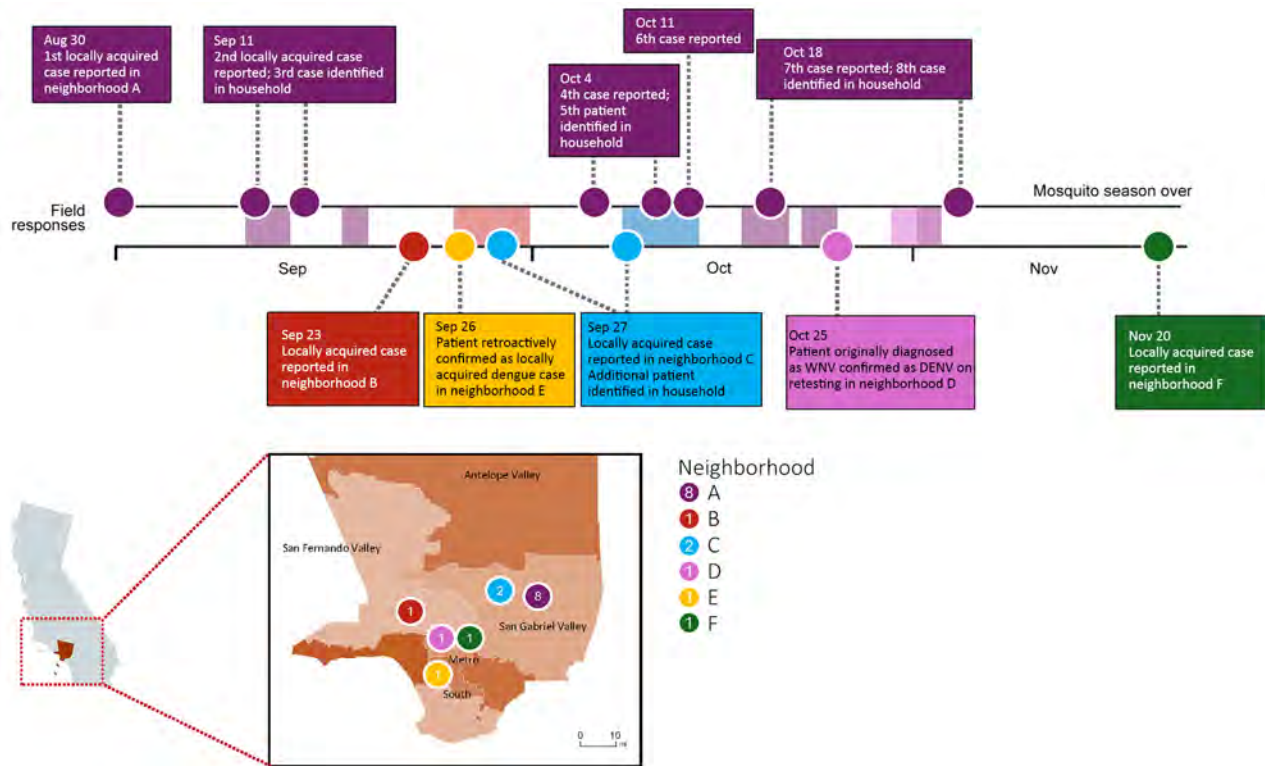 Aug 30
1st locally acquired
case reported in
neighborhood A
Sep 11
2nd locally acquired case
reported; 3rd case identified
in household
Oct 4
4th case reported;
5th patient
identified in
household
Oct 11
6th case reported
Oct 18
7th case reported; 8th case
identified in household
Field
responses
Mosquito season over
Sep
Oct
Nov
Sep 23
Locally acquired case
reported in
neighborhood B
Sep 26
Patient retroactively
confirmed as locally
acquired dengue case
in neighborhood E
Sep 27
Locally acquired case
reported in neighborhood C
Additional patient
identified in household
Oct 25
Patient originally diagnosed
as WNV confirmed as DENV on
retesting in neighborhood D
Nov 20
Locally acquired case
reported in
neighborhood F
Antelope Valley
San Fernando Valley
2
8
1
San Gabriel Valley
1
1
Metro
1
South
0 10
mi
Neighborhood
8 A
1 B
2 C
1 D
1 E
1 F